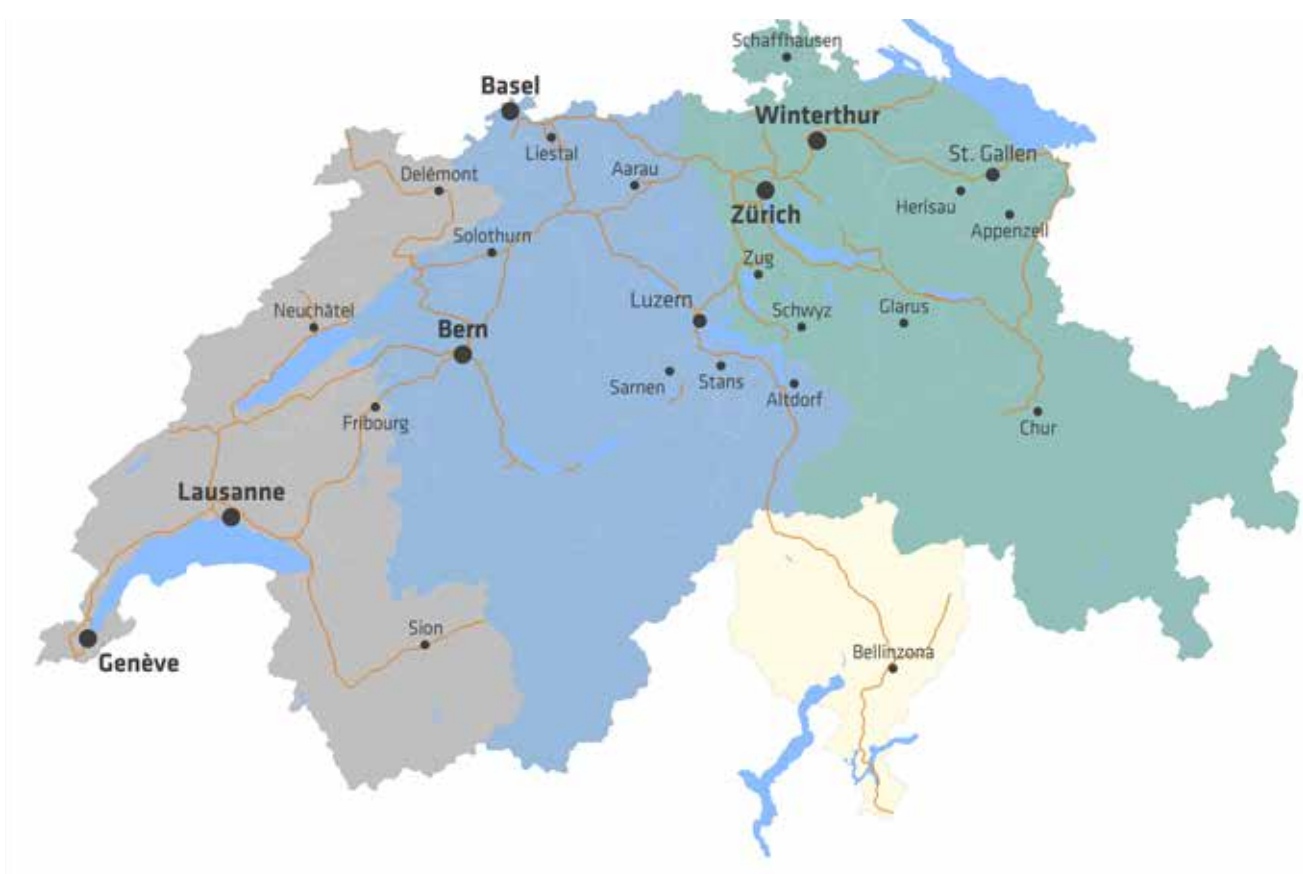 Schaffhausen
Basel
Winterthur
Liestal
St. Gallen
Aarau
Delémont
Herisau
Zürich
Appenzell
Solothurn
Zug
Luzern
Neuchâtel
Schwyz
Glarus
Bern
Sarnen
Stans
Altdorf
Fribourg
Chur
Lausanne
Sion
Bellinzona
Genève